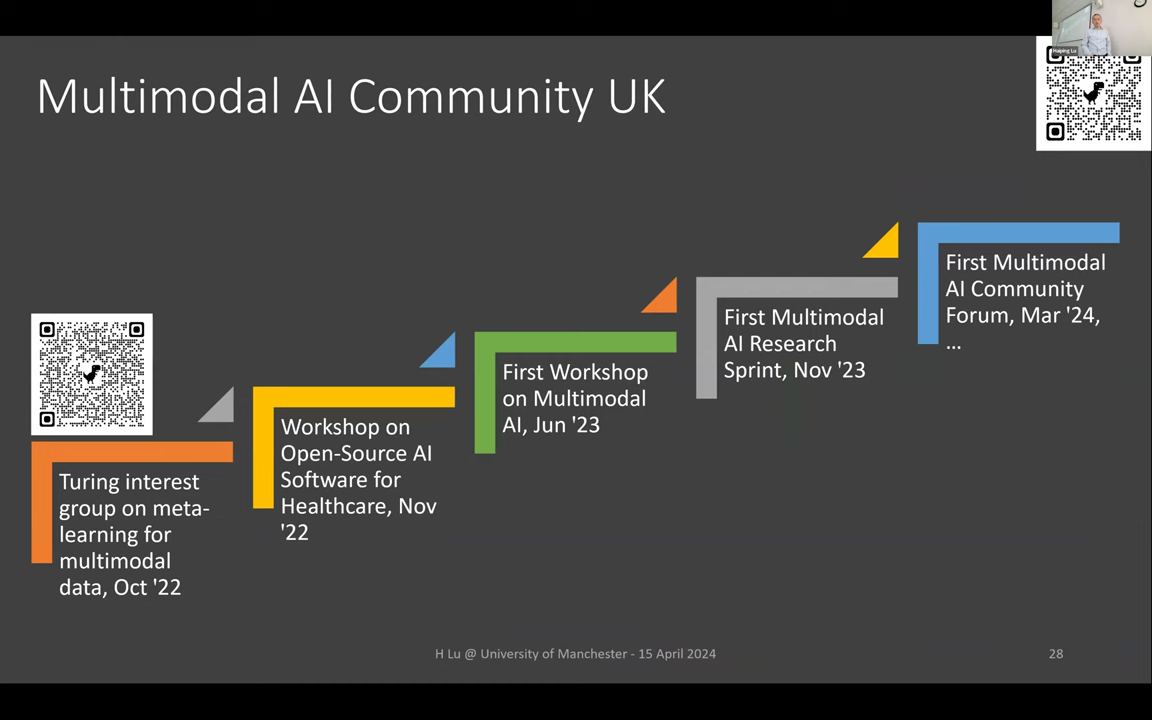 Haiping Lu
Multimodal AI Community UK
Turing interest
group on meta-
learning for
multimodal
data, Oct '22
Workshop on
Open-Source AI
Software for
Healthcare, Nov
'22
First Workshop
on Multimodal
AI, Jun '23
First Multimodal
AI Research
Sprint, Nov '23
First Multimodal
AI Community
Forum, Mar '24,
...
H Lu @ University of Manchester - 15 April 2024
28